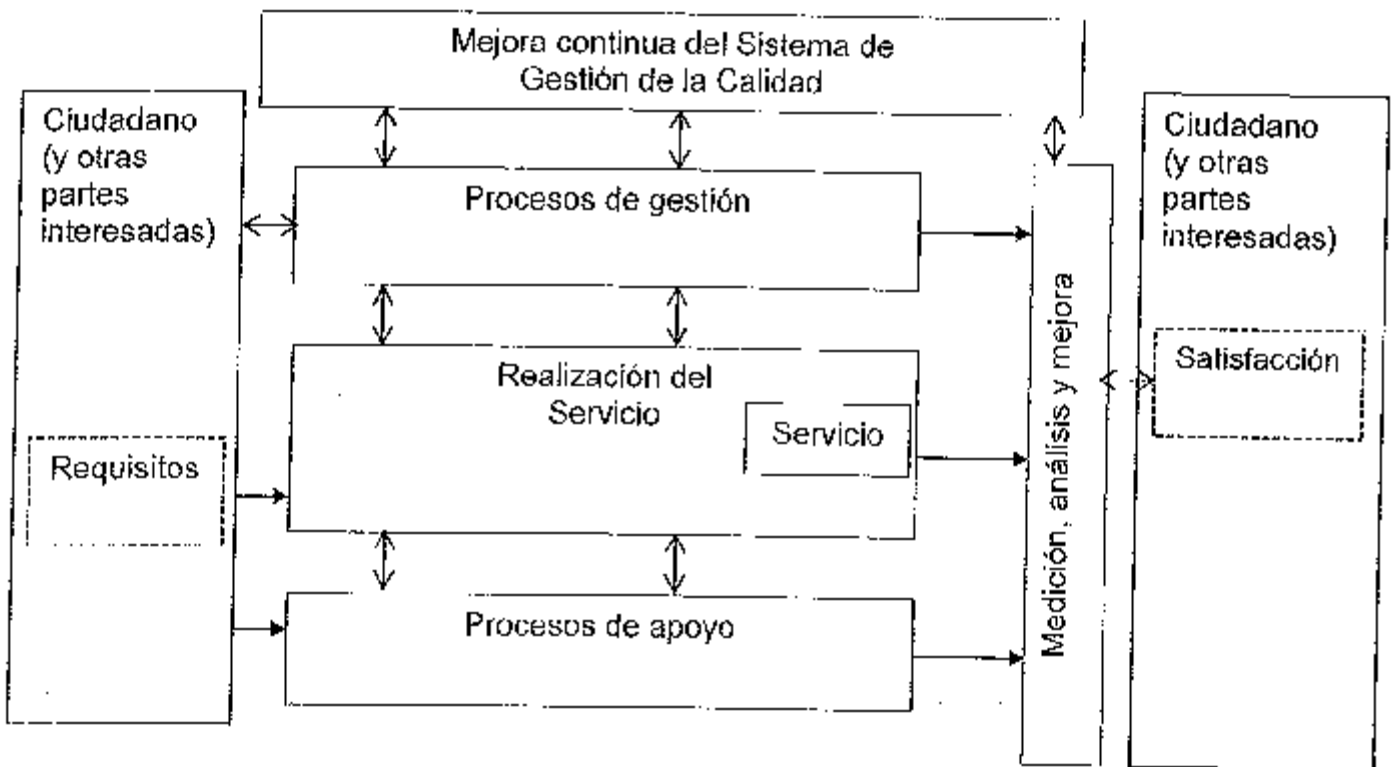 Mejora continua del Sistema de
Gestión de la Calidad
Ciudadano
(y otras
partes
interesadas)
Procesos de gestión
Realización del
Servicio
Servicio
Requisitos
Procesos de apoyo
Medición, análisis y mejora
Ciudadano
(y otras
partes
interesadas)
Satisfacción